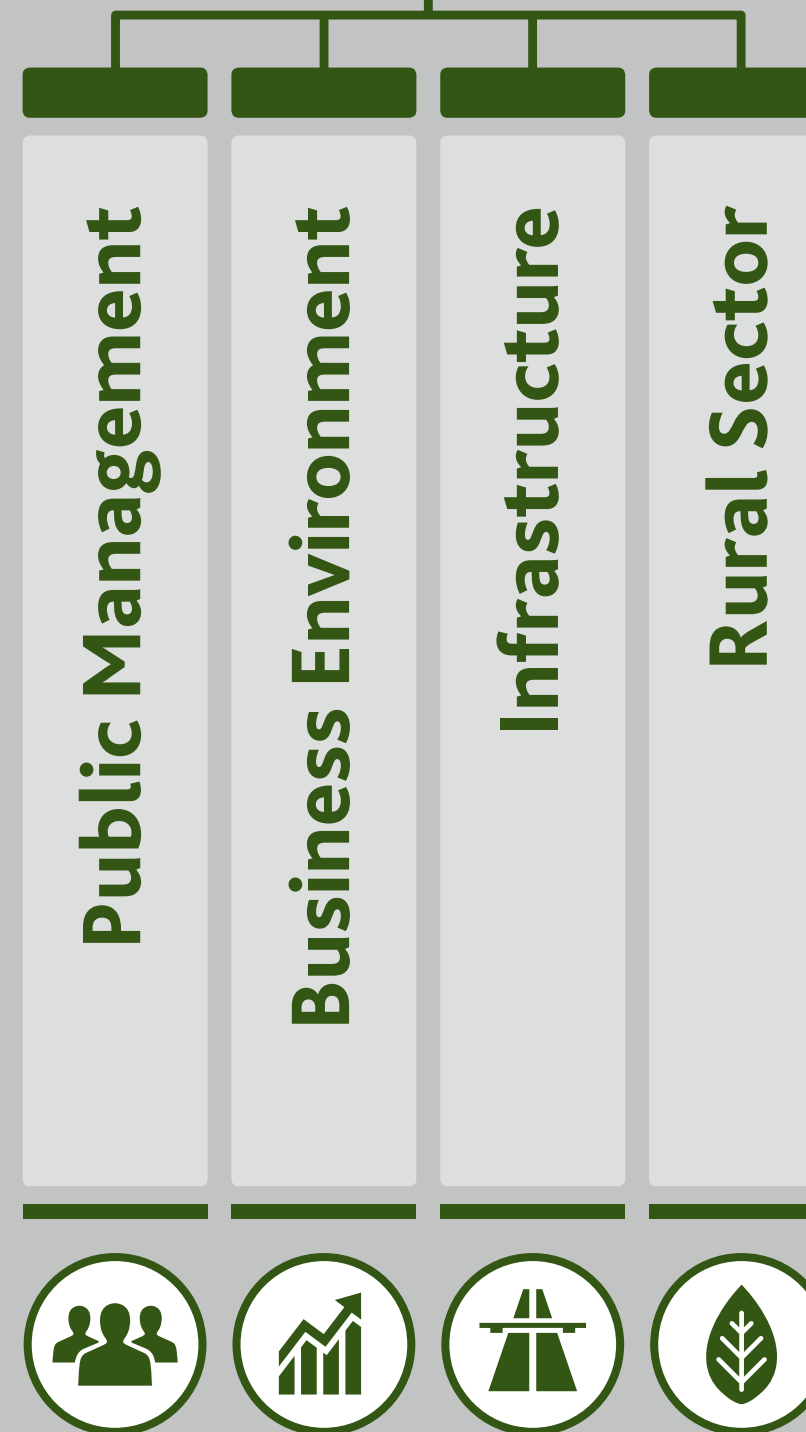 Public Management
Business Environment
Infrastructure
Rural Sector